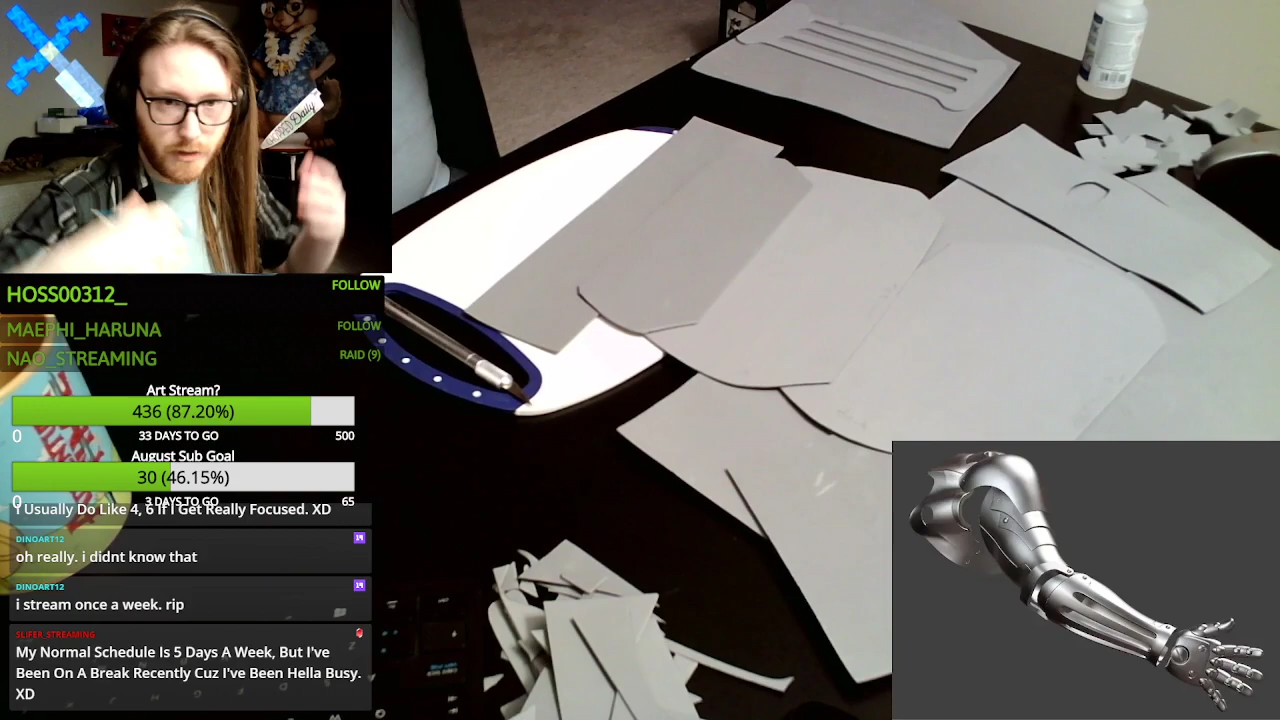 Daily
HOSS00312_ FOLLOW
MAEPHI_HARUNA FOLLOW
NAO_STREAMING RAID (9)
Art Stream?
436 (87.20%)
0 33 DAYS TO GO 500
August Sub Goal
30 (46.15%)
0 3 DAYS TO GO 65
I Usually Do Like 4, 6 If I Get Really Focused. XD
DINOART12
oh really. i didnt know that
DINOART12
i stream once a week. rip
SLIFER_STREAMING
My Normal Schedule Is 5 Days A Week, But I've
Been On A Break Recently Cuz I've Been Hella Busy.
XD